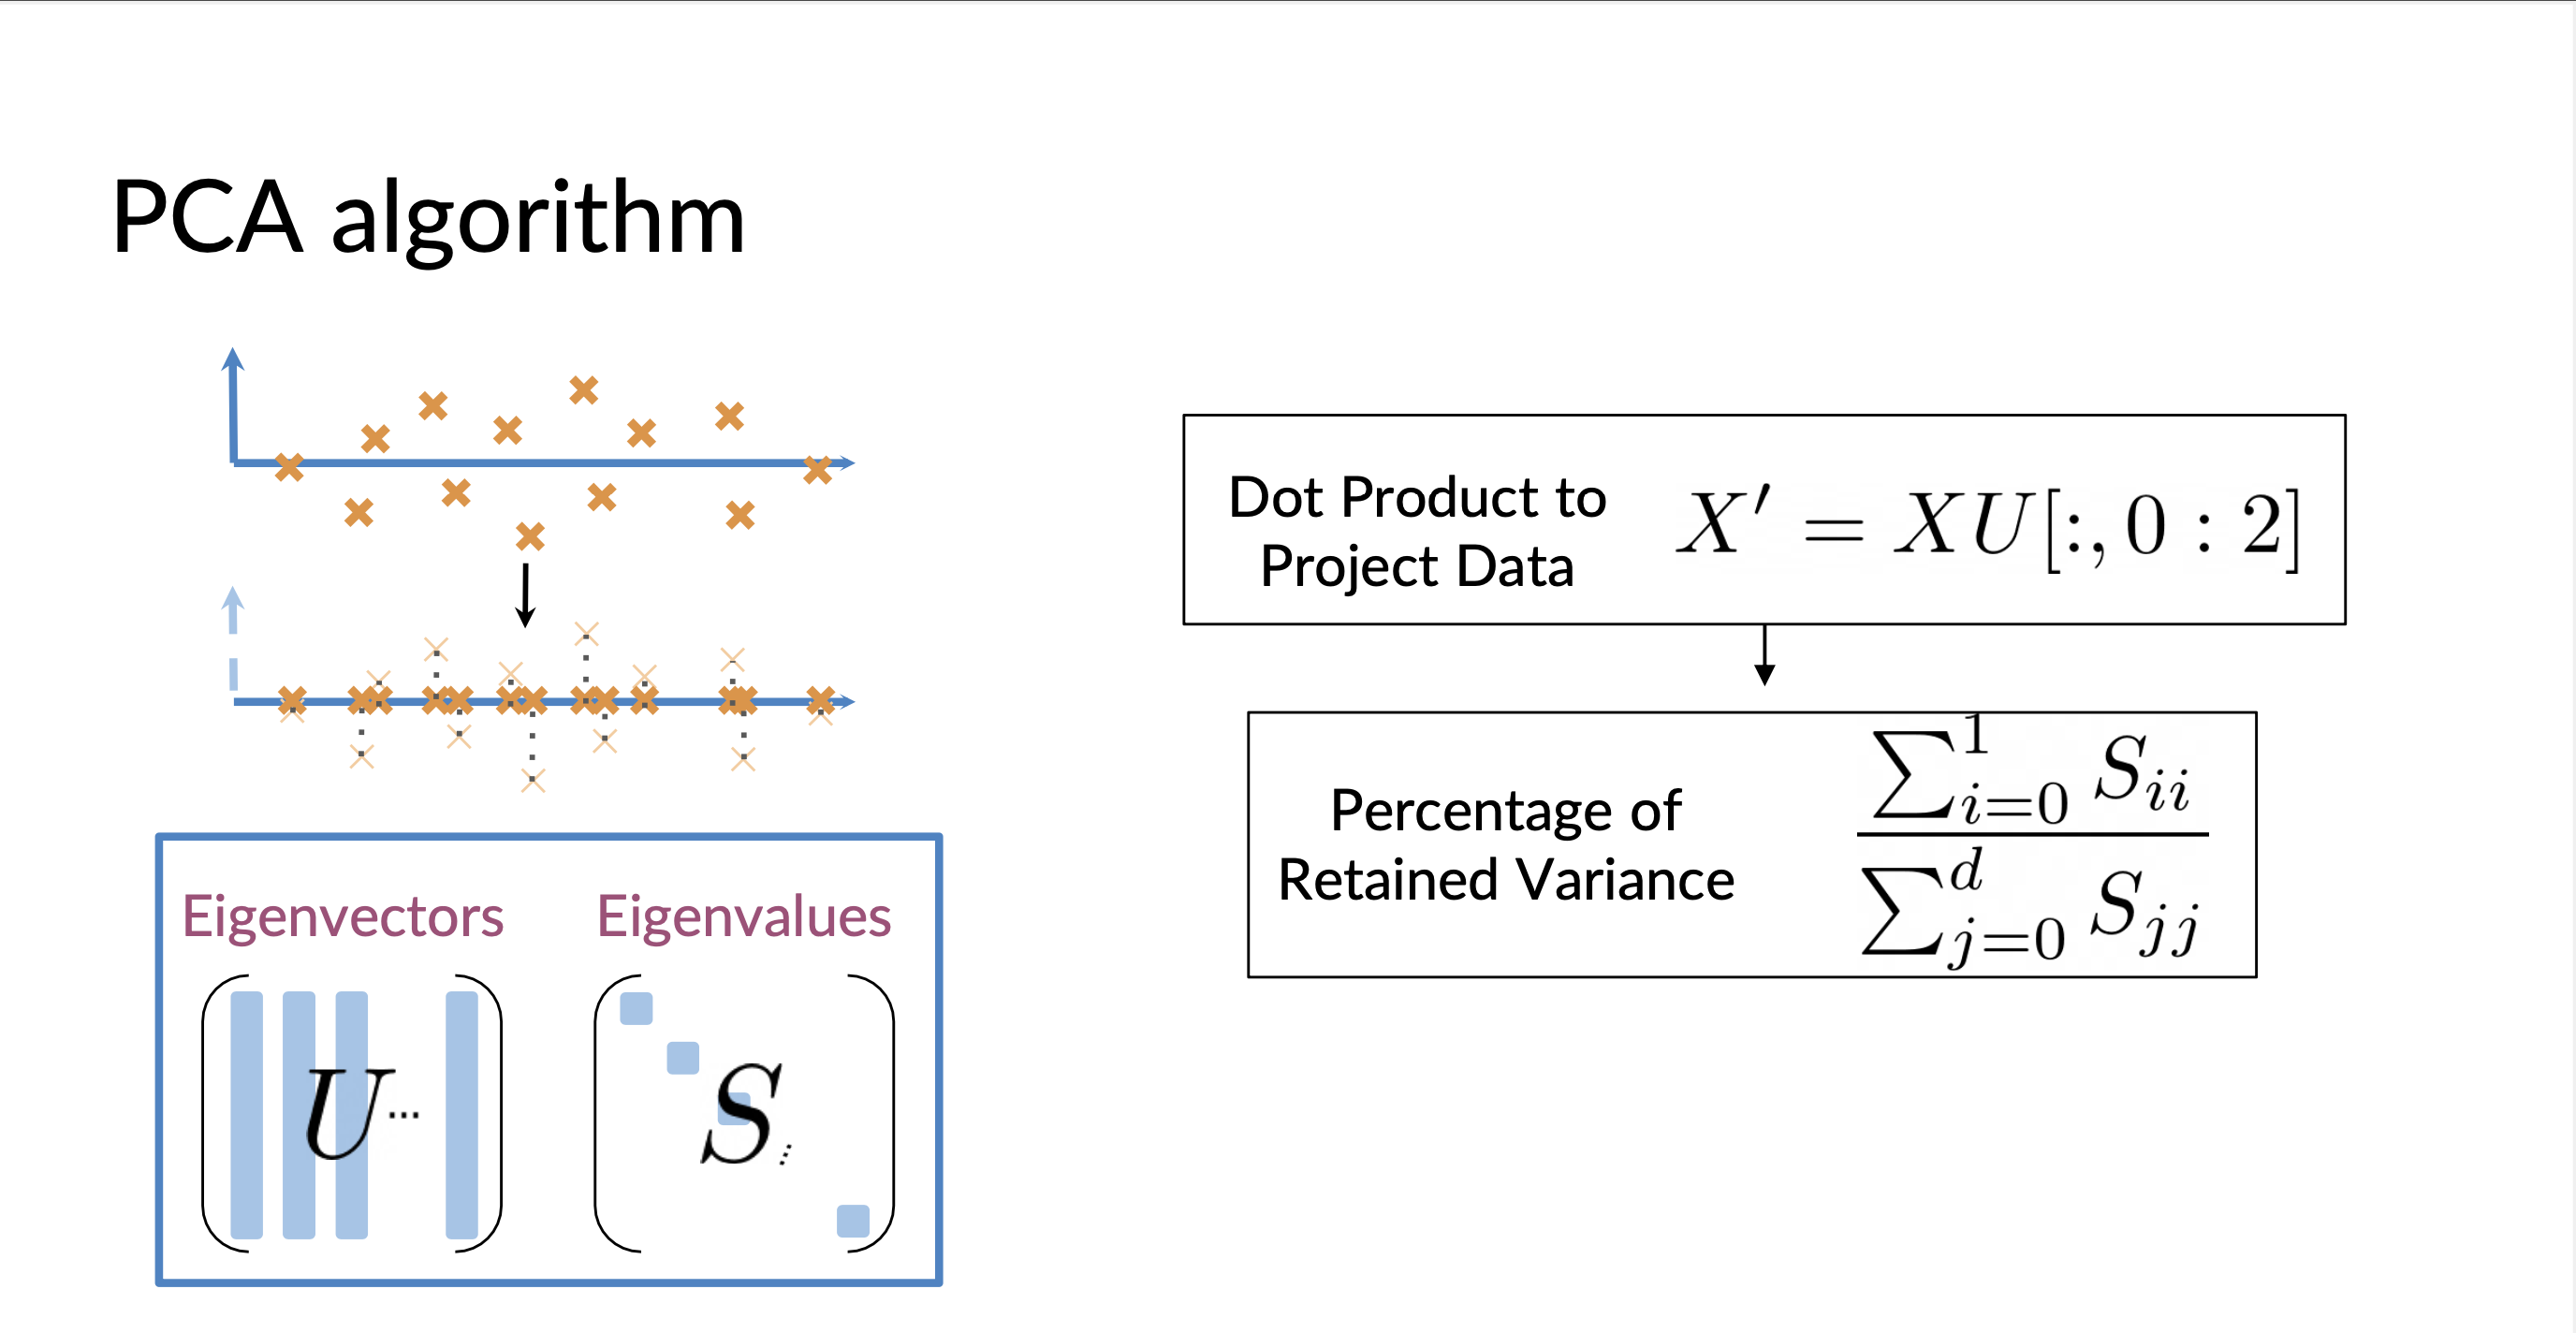 PCA algorithm
Dot Product to
Project Data
X' = XU[:, 0 : 2]
Percentage of
Retained Variance
\frac{\sum_{i=0}^{1} S_{ii}}{\sum_{j=0}^{d} S_{jj}}
Eigenvectors
Eigenvalues
U...
S...